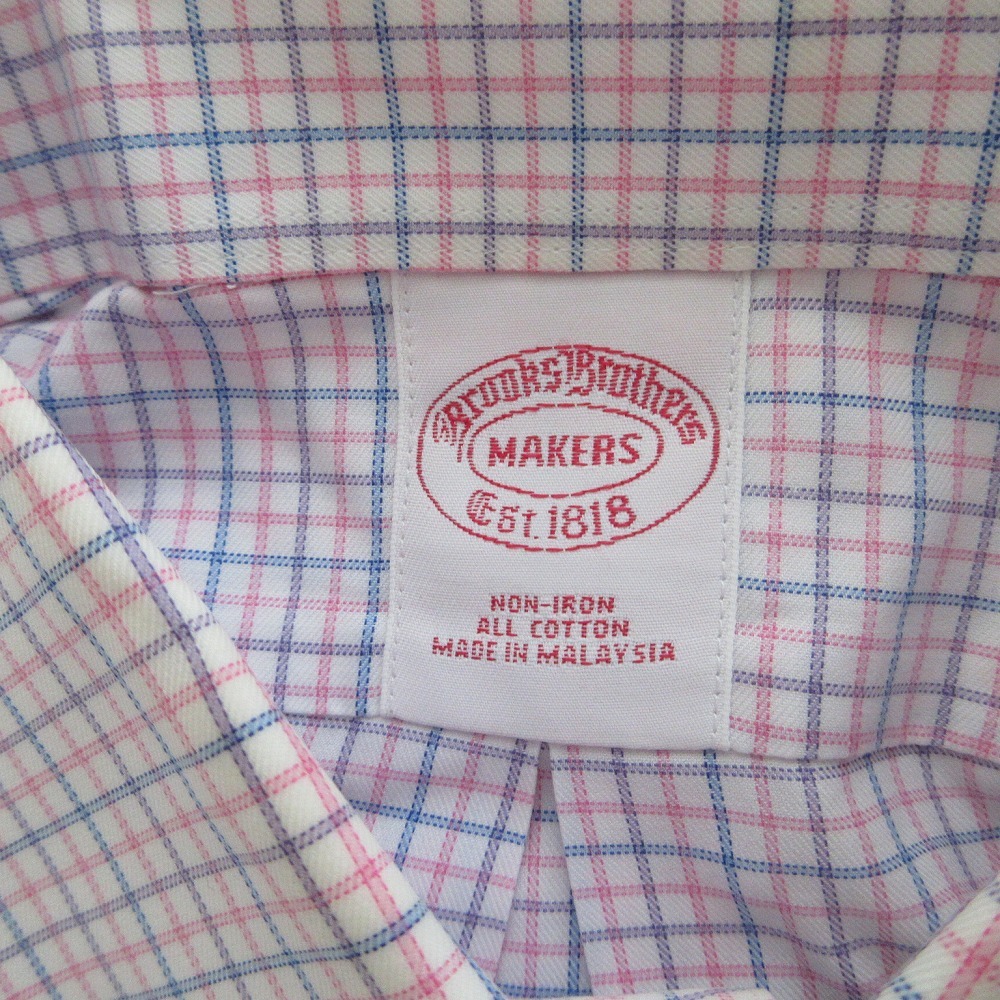 Brooks Brothers
MAKERS
Est. 1818
NON-IRON
ALL COTTON
MADE IN MALAYSIA